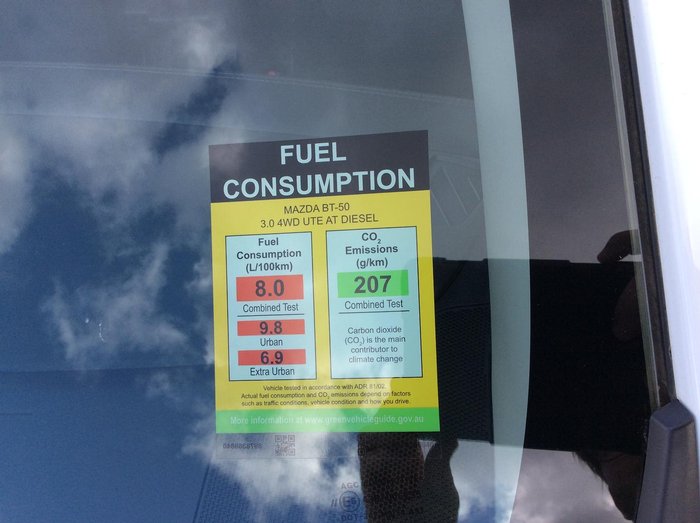 FUEL
CONSUMPTION
MAZDA BT-50
3.0 4WD UTE AT DIESEL
Fuel
Consumption
(L/100km)
8.0
Combined Test
9.8
Urban
6.9
Extra Urban
CO₂
Emissions
(g/km)
207
Combined Test
Carbon dioxide
(CO₂) is the main
contributor to
climate change
Vehicle tested in accordance with ADR 81/02.
Actual fuel consumption and CO₂ emissions depend on factors
such as traffic conditions, vehicle condition and how you drive.
More information at www.greenvehicleguide.gov.au
AGC